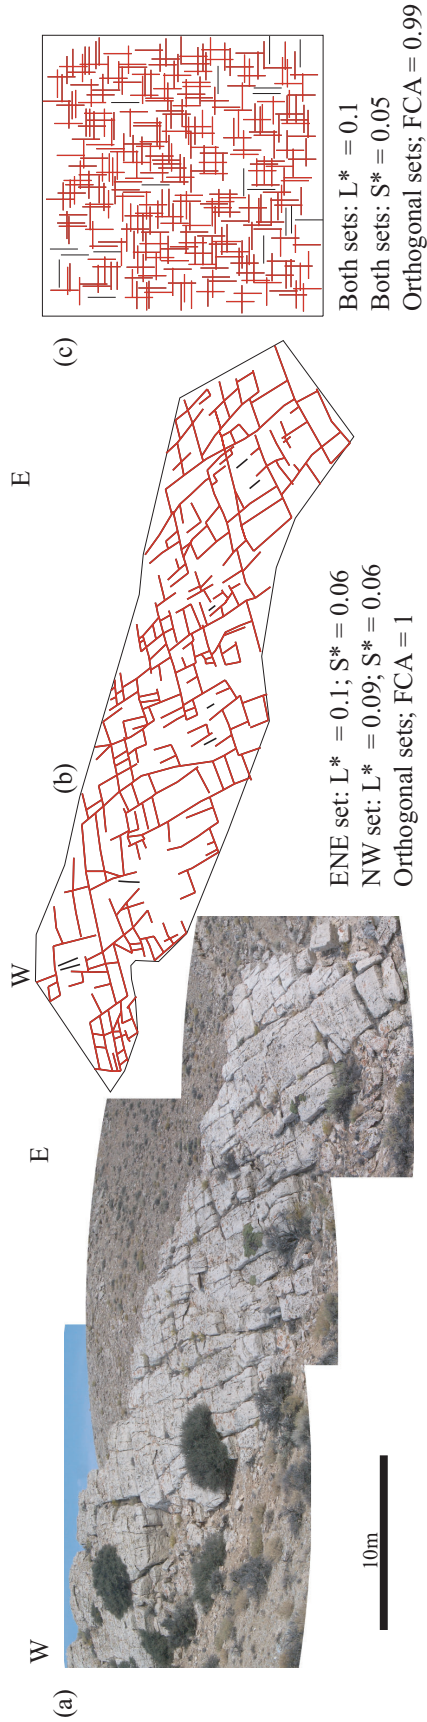 (a)
W
E
10m
(b)
W
E
ENE set: L* = 0.1; S* = 0.06
NW set: L* = 0.09; S* = 0.06
Orthogonal sets; FCA = 1
(c)
Both sets: L* = 0.1
Both sets: S* = 0.05
Orthogonal sets; FCA = 0.99